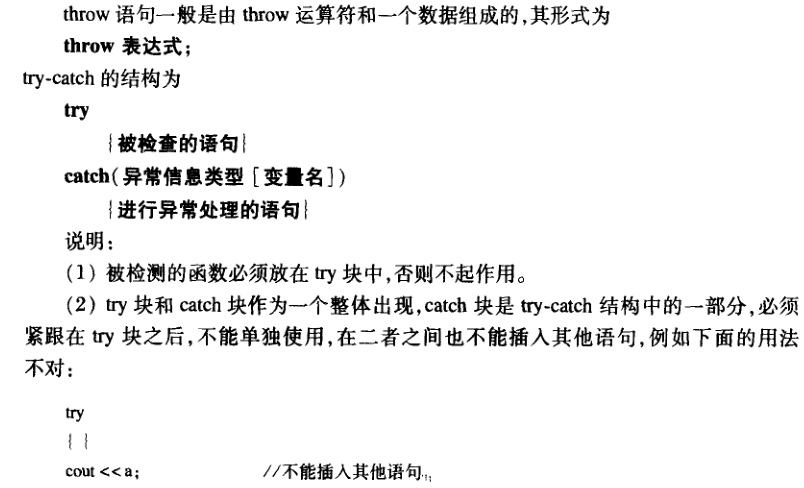 throw 语句一般是由 throw 运算符和一个数据组成的,其形式为
throw 表达式;
try-catch 的结构为
try
{被检查的语句}
catch(异常信息类型 [变量名])
{进行异常处理的语句}
说明:
(1) 被检测的函数必须放在 try 块中,否则不起作用。
(2) try 块和 catch 块作为一个整体出现,catch 块是 try-catch 结构中的一部分,必须
紧跟在 try 块之后,不能单独使用,在二者之间也不能插入其他语句,例如下面的用法
不对:
try
{ }
cout << a; //不能插入其他语句